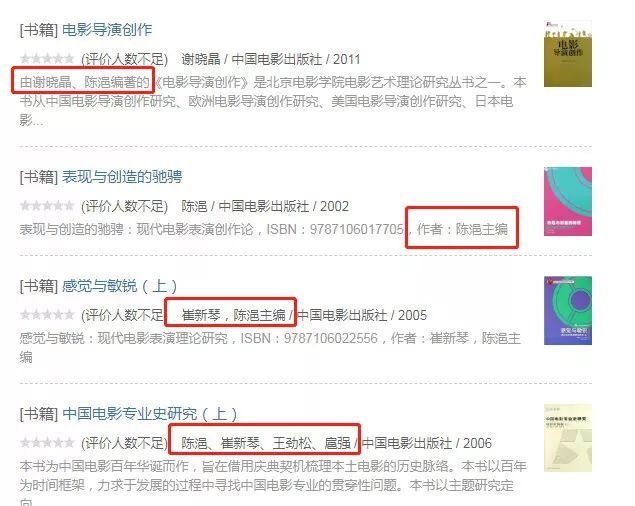 [书籍] 电影导演创作
(评价人数不足) 谢晓晶 / 中国电影出版社 / 2011
由谢晓晶、陈浥编著的《电影导演创作》是北京电影学院电影艺术理论研究丛书之一。本
书从中国电影导演创作研究、欧洲电影导演创作研究、美国电影导演创作研究、日本电
影...
电影
导演创作
[书籍] 表现与创造的驰骋
(评价人数不足) 陈浥 / 中国电影出版社 / 2002
表现与创造的驰骋：现代电影表演创作论，ISBN：9787106017705，作者：陈浥主编
[书籍] 感觉与敏锐（上）
(评价人数不足) 崔新琴，陈浥主编 / 中国电影出版社 / 2005
感觉与敏锐：现代电影表演理论研究，ISBN：9787106022556，作者：崔新琴，陈浥主
编
感觉与敏锐
[书籍] 中国电影专业史研究（上）
(评价人数不足) 陈浥、崔新琴、王劲松、扈强 / 中国电影出版社 / 2006
本书为中国电影百年华诞而作，旨在借用庆典契机梳理本土电影的历史脉络。本书以百年
为时间框架，力求于发展的过程中寻找中国电影专业的贯穿性问题。本书以主题研究定
向
中国电影专业史研究